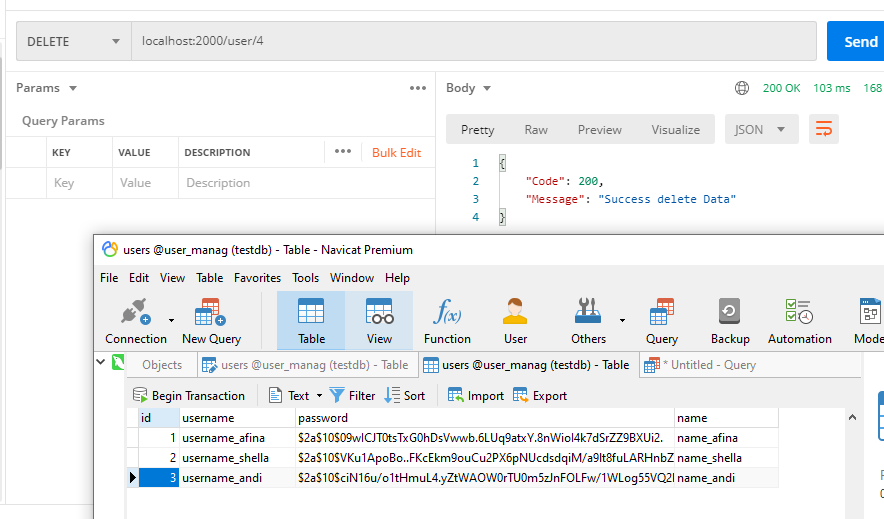 DELETE localhost:2000/user/4 Send
Params Body 200 OK 103 ms 168
Query Params
Pretty Raw Preview Visualize JSON
KEY VALUE DESCRIPTION Bulk Edit
Key Value Description
1 {
2 "Code": 200,
3 "Message": "Success delete Data"
4 }
users @user_manag (testdb) - Table - Navicat Premium
File Edit View Table Favorites Tools Window Help
Connection New Query Table View Function User Others Query Backup Automation Mode
Objects users @user_manag (testdb) - Table users @user_manag (testdb) - Table * Untitled - Query
Begin Transaction Text Filter Sort Import Export
id username password name
1 username_afina $2a$10$09wlCJT0tsTxG0hDsVwwb.6LUq9atxY.8nWiol4k7dSrZZ9BXUi2. name_afina
2 username_shella $2a$10$VKu1ApoBo..FKcEkm9ouCu2PX6pNUcdsdqiM/a9It8fuLARHnbZ name_shella
3 username_andi $2a$10$ciN16u/o1tHmuL4.yZtWAOW0rTU0m5zJnFOLFw/1WLog55VQ2l name_andi